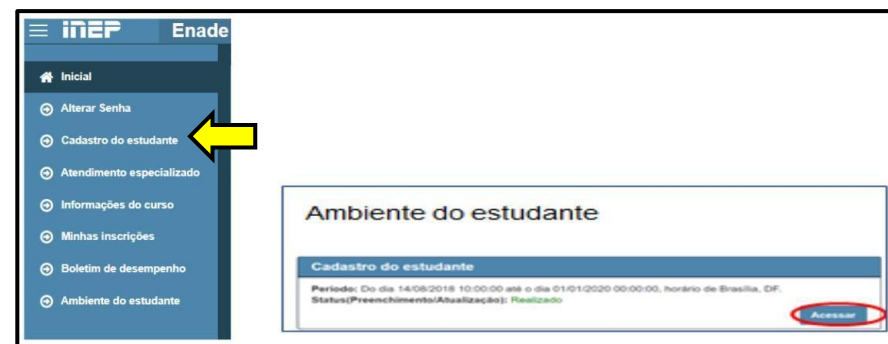 inep Enade
Inicial
Alterar Senha
Cadastro do estudante
Atendimento especializado
Informações do curso
Minhas inscrições
Boletim de desempenho
Ambiente do estudante
Ambiente do estudante
Cadastro do estudante
Período: Do dia 14/08/2018 10:00:00 até o dia 01/01/2020 00:00:00, horário de Brasília, DF.
Status(Preenchimento/Atualização): Realizado
Acessar